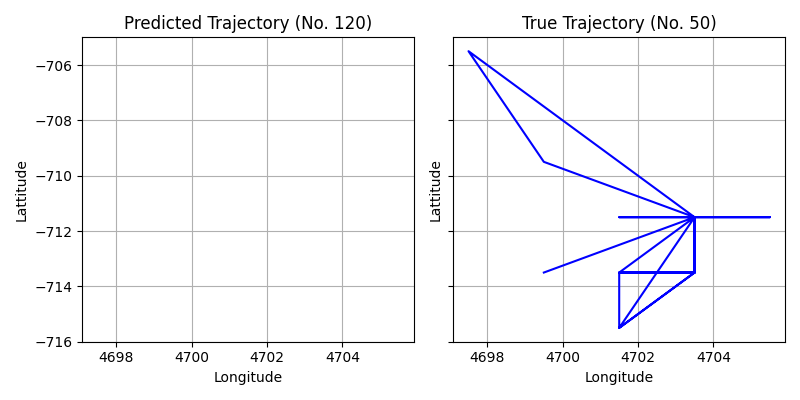 Predicted Trajectory (No. 120)
True Trajectory (No. 50)
−706
−708
−710
−712
−714
−716
Lattitude
Lattitude
4698 4700 4702 4704
4698 4700 4702 4704
Longitude
Longitude